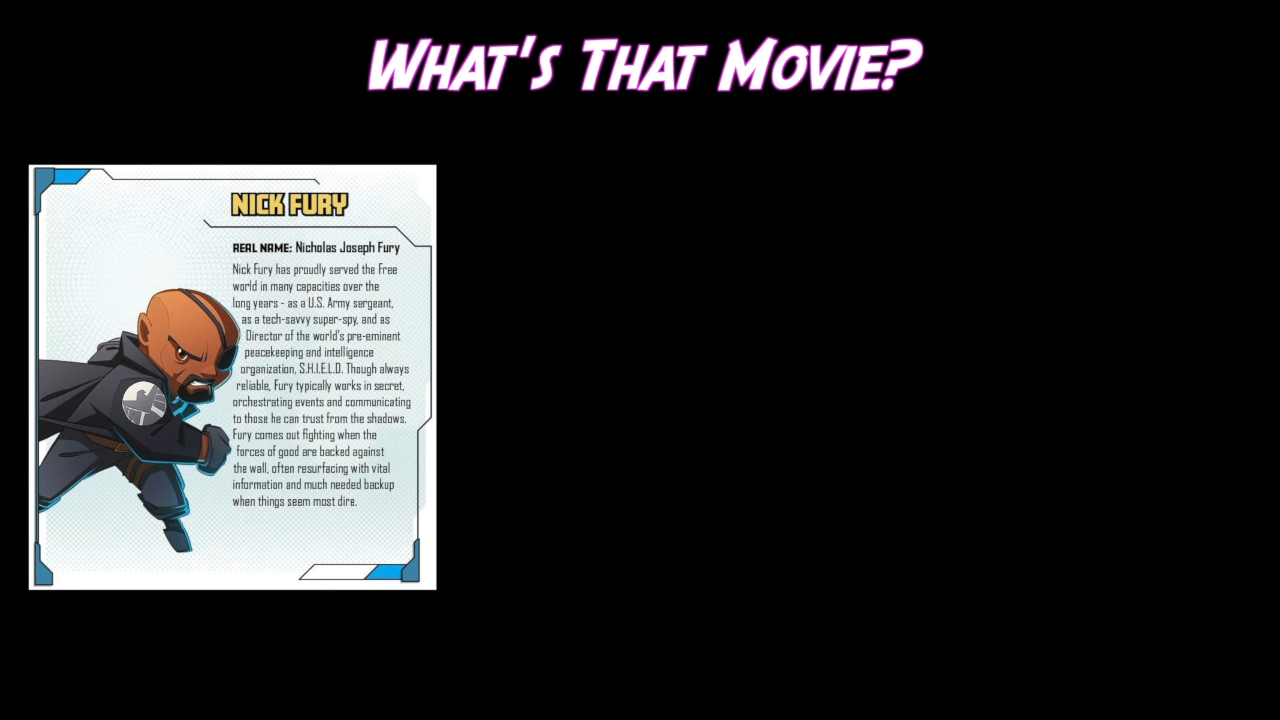 What's That Movie?
NICK FURY
REAL NAME: Nicholas Joseph Fury
Nick Fury has proudly served the Free
world in many capacities over the
long years - as a U.S. Army sergeant,
as a tech-savvy super-spy, and as
Director of the world's pre-eminent
peacekeeping and intelligence
organization, S.H.I.E.L.D. Though always
reliable, Fury typically works in secret,
orchestrating events and communicating
to those he can trust from the shadows.
Fury comes out fighting when the
forces of good are backed against
the wall, often resurfacing with vital
information and much needed backup
when things seem most dire.